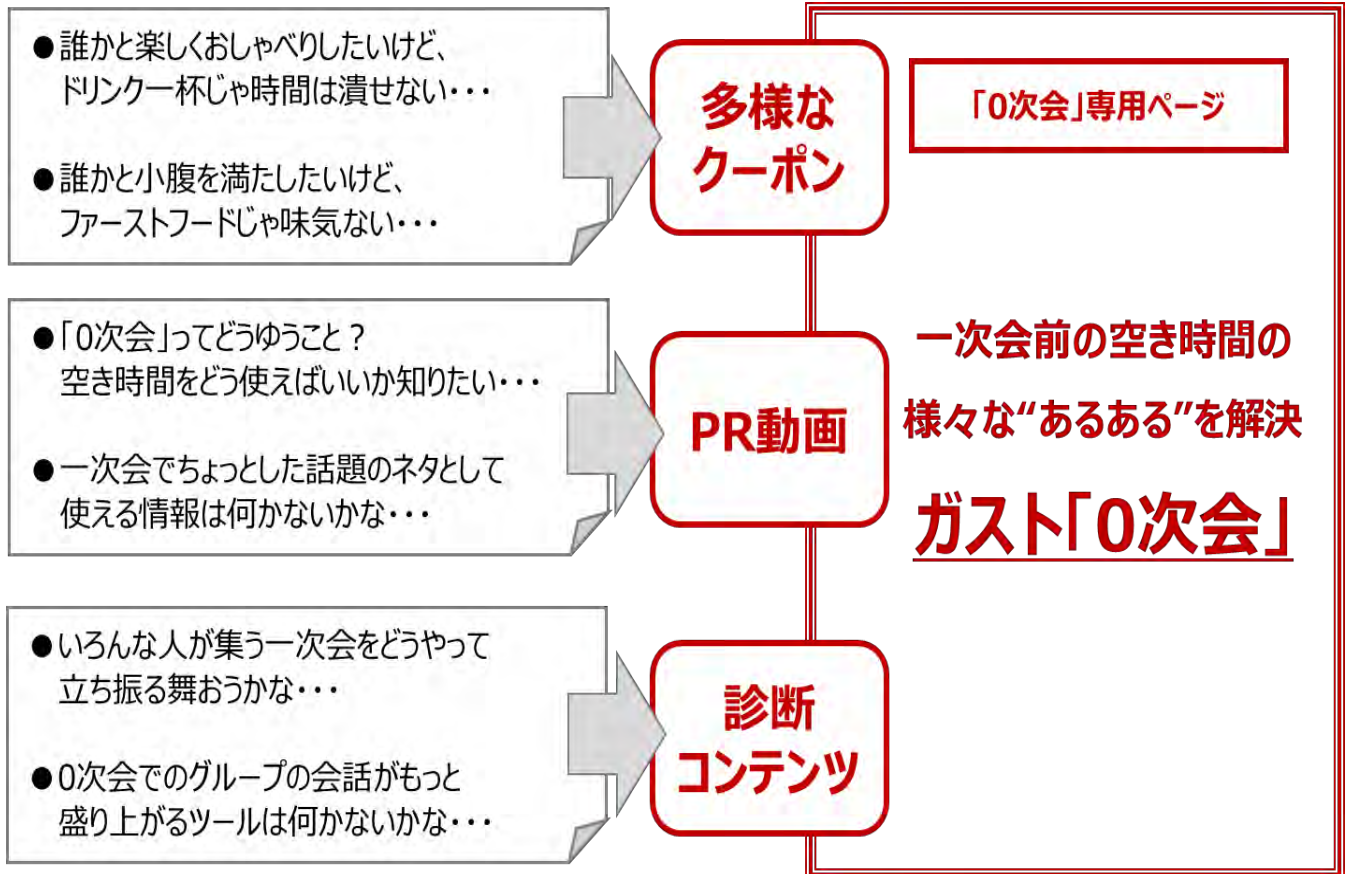 ●誰かと楽しくおしゃべりしたいけど、
ドリンク一杯じゃ時間は潰せない・・・
●誰かと小腹を満たしたいけど、
ファーストフードじゃ味気ない・・・
多様な
クーポン
「0次会」専用ページ
●「0次会」ってどうゆうこと？
空き時間をどう使えばいいか知りたい・・・
●一次会でちょっとした話題のネタとして
使える情報は何かないかな・・・
PR動画
一次会前の空き時間の
様々な“あるある”を解決
ガスト「0次会」
●いろんな人が集う一次会をどうやって
立ち振る舞おうかな・・・
●0次会でのグループの会話がもっと
盛り上がるツールは何かないかな・・・
診断
コンテンツ